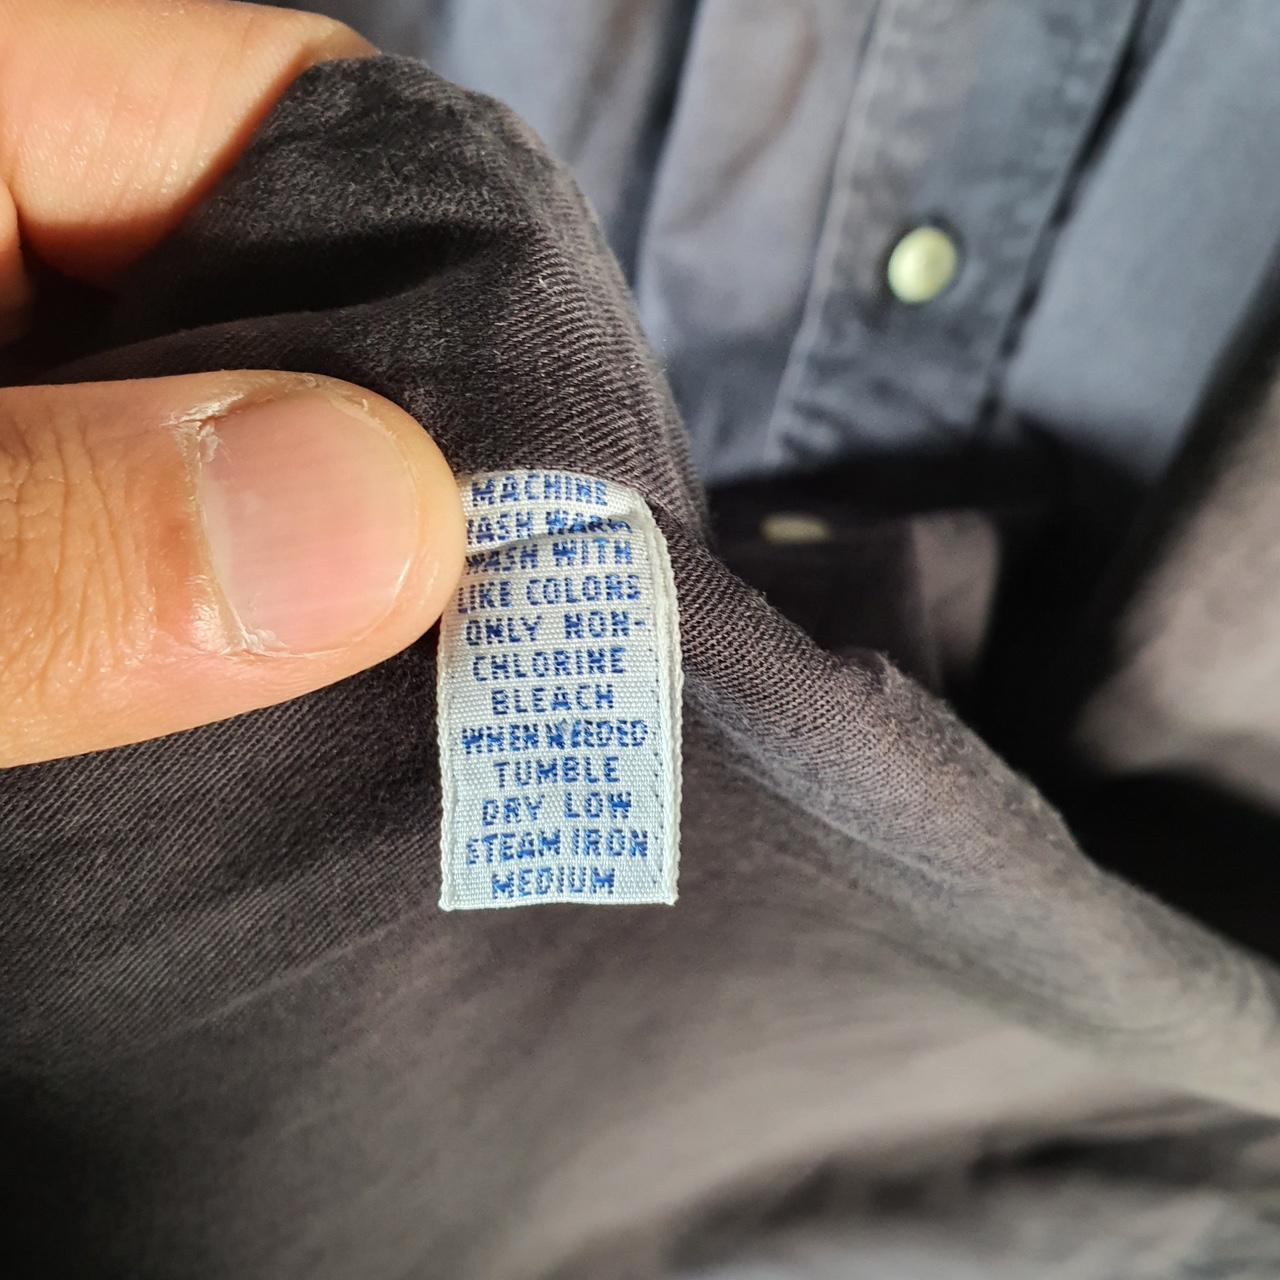 MACHINE
WASH WARM
WASH WITH
LIKE COLORS
ONLY NON-
CHLORINE
BLEACH
WHEN NEEDED
TUMBLE
DRY LOW
STEAM IRON
MEDIUM